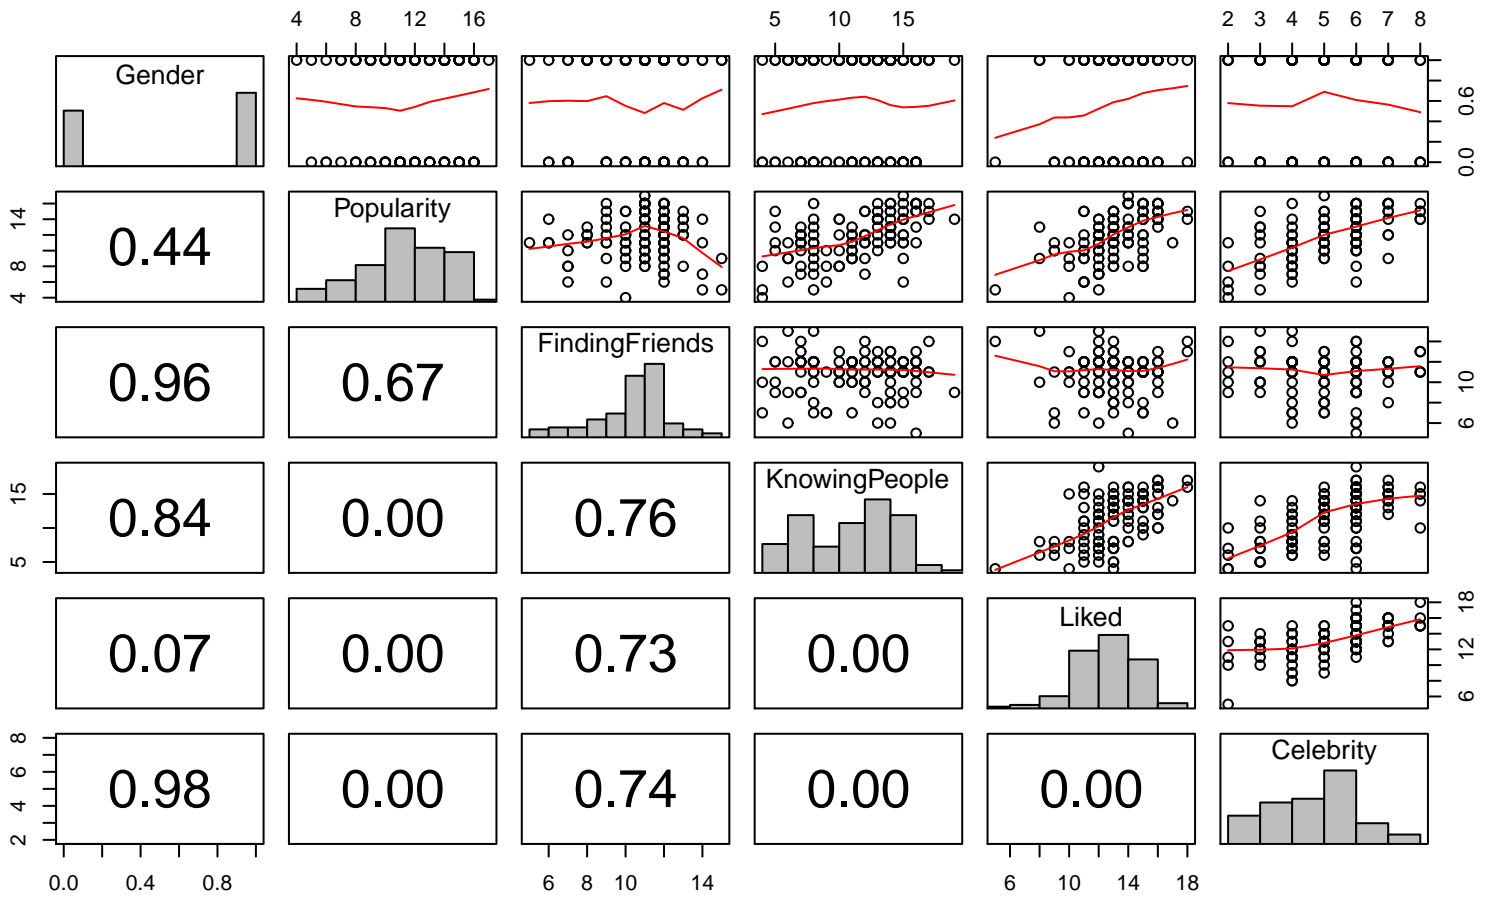 4 8 12 16 5 10 15 2 3 4 5 6 7 8
Gender
0.0 0.6
4 8 14
0.44 Popularity
0.96 0.67 FindingFriends
6 10
5 15
0.84 0.00 0.76 KnowingPeople
0.07 0.00 0.73 0.00 Liked
6 12 18
2 4 6 8
0.98 0.00 0.74 0.00 0.00 Celebrity
0.0 0.4 0.8 6 8 10 14 6 10 14 18